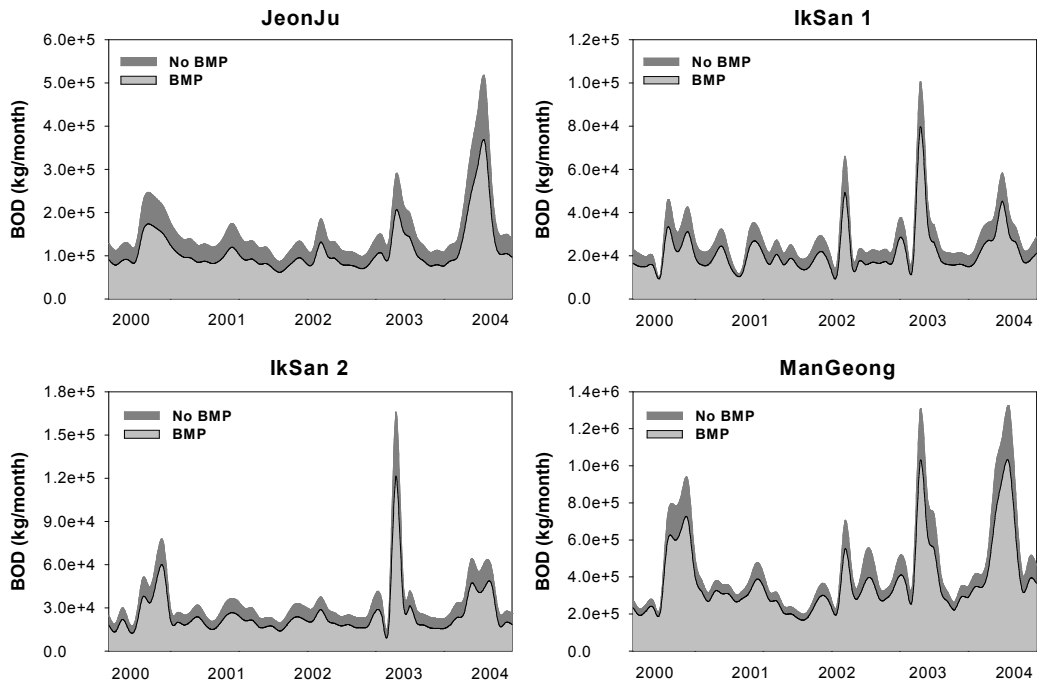 JeonJu
6.0e+5
5.0e+5
4.0e+5
3.0e+5
2.0e+5
1.0e+5
0.0
BOD (kg/month)
No BMP
BMP
2000 2001 2002 2003 2004
IkSan 1
1.2e+5
1.0e+5
8.0e+4
6.0e+4
4.0e+4
2.0e+4
0.0
BOD (kg/month)
No BMP
BMP
2000 2001 2002 2003 2004
IkSan 2
1.8e+5
1.5e+5
1.2e+5
9.0e+4
6.0e+4
3.0e+4
0.0
BOD (kg/month)
No BMP
BMP
2000 2001 2002 2003 2004
ManGeong
1.4e+6
1.2e+6
1.0e+6
8.0e+5
6.0e+5
4.0e+5
2.0e+5
0.0
BOD (kg/month)
No BMP
BMP
2000 2001 2002 2003 2004